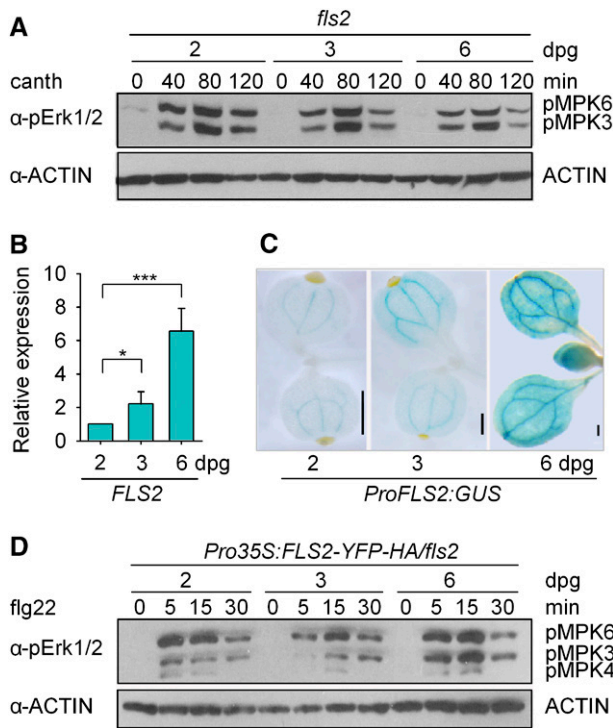 A
fls2
2 3 6 dpg
canth 0 40 80 120 0 40 80 120 0 40 80 120 min
α-pErk1/2 pMPK6
pMPK3
α-ACTIN ACTIN
B
Relative expression
10
8
6
4
2
0
***
*
2 3 6 dpg
FLS2
C
2 3 6 dpg
ProFLS2:GUS
D
Pro35S:FLS2-YFP-HA/fls2
2 3 6 dpg
flg22 0 5 15 30 0 5 15 30 0 5 15 30 min
α-pErk1/2 pMPK6
pMPK3
pMPK4
α-ACTIN ACTIN